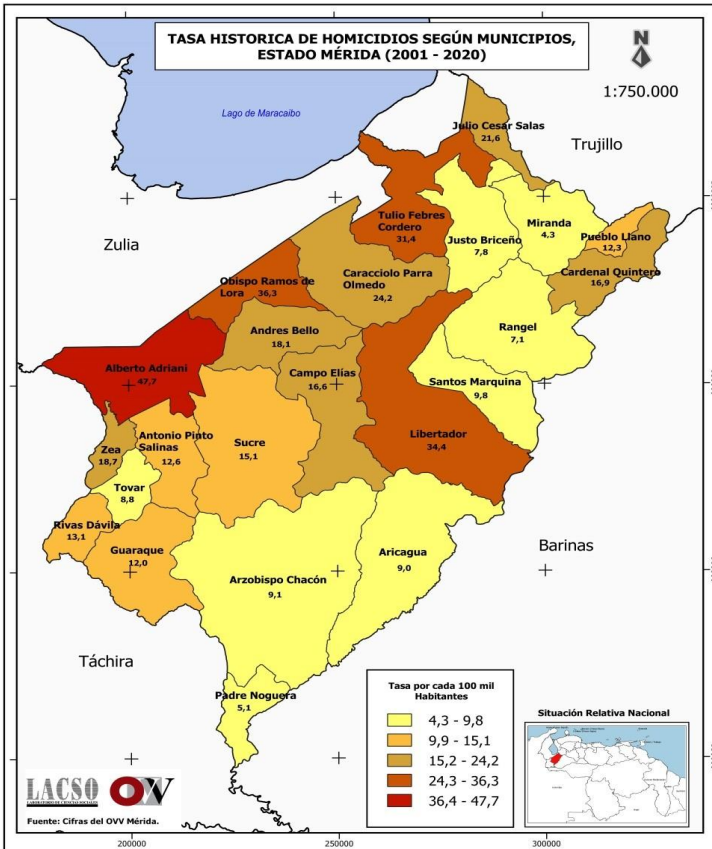 TASA HISTORICA DE HOMICIDIOS SEGÚN MUNICIPIOS,
ESTADO MÉRIDA (2001 - 2020)
N
1:750.000
Lago de Maracaibo
Trujillo
Zulia
Barinas
Táchira
Julio Cesar Salas
21,6
Tulio Febres
Cordero
31,4
Justo Briceño
7,8
Miranda
4,3
Pueblo Llano
12,3
Cardenal Quintero
16,9
Obispo Ramos de
Lora
36,3
Caracciolo Parra
Olmedo
24,2
Rangel
7,1
Andres Bello
18,1
Alberto Adriani
47,7
Campo Elías
16,6
Santos Marquina
9,8
Libertador
34,4
Zea
18,7
Antonio Pinto
Salinas
12,6
Sucre
15,1
Tovar
8,8
Rivas Dávila
13,1
Guaraque
12,0
Aricagua
9,0
Arzobispo Chacón
9,1
Padre Noguera
5,1
Tasa por cada 100 mil
Habitantes
4,3 - 9,8
9,9 - 15,1
15,2 - 24,2
24,3 - 36,3
36,4 - 47,7
Situación Relativa Nacional
LACSO
LABORATORIO DE CIENCIAS SOCIALES
OVV
Fuente: Cifras del OVV Mérida.
200000
250000
300000